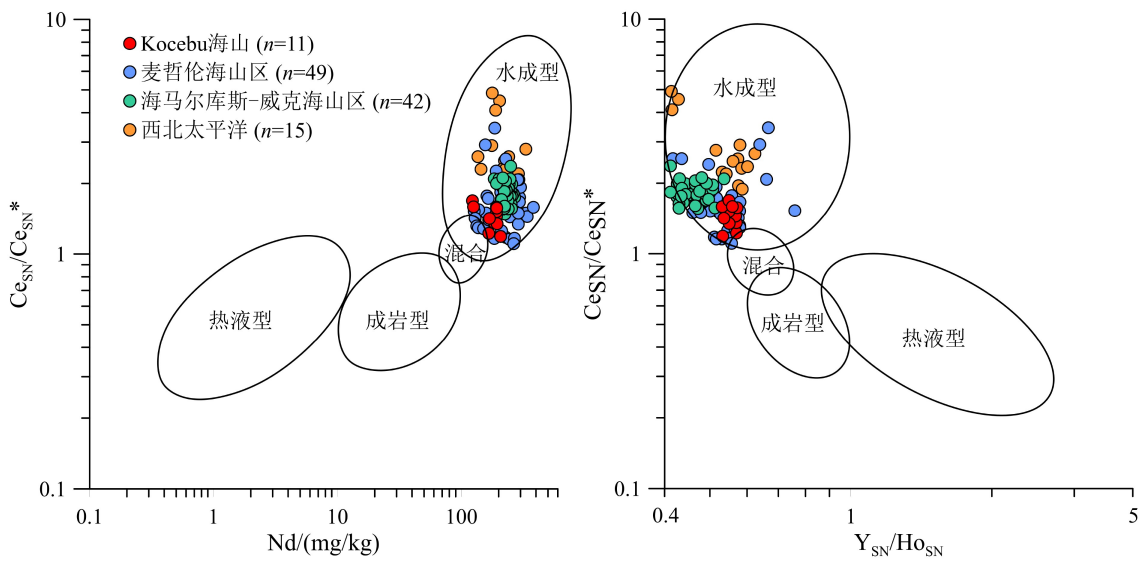 10
Kocebu海山 (n=11)
麦哲伦海山区 (n=49)
海马尔库斯-威克海山区 (n=42)
西北太平洋 (n=15)
水成型
混合
热液型
成岩型
1
0.1
Ce_SN/Ce_SN*
0.1
1
10
100
Nd/(mg/kg)
10
水成型
混合
成岩型
热液型
1
0.1
CeSN/CeSN*
0.4
1
5
Y_SN/Ho_SN